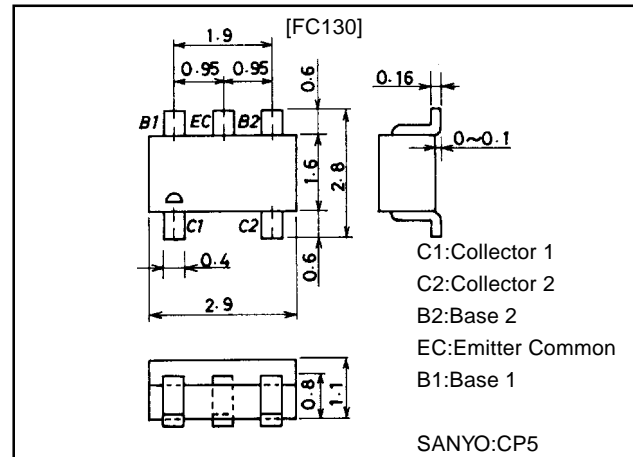 [FC130]
1.9
0.95 0.95
0.6
0.16
B1 EC B2
0~0.1
1.6
2.8
C1 C2
0.4
0.6
2.9
C1:Collector 1
C2:Collector 2
B2:Base 2
EC:Emitter Common
B1:Base 1
0.8
1.1
SANYO:CP5